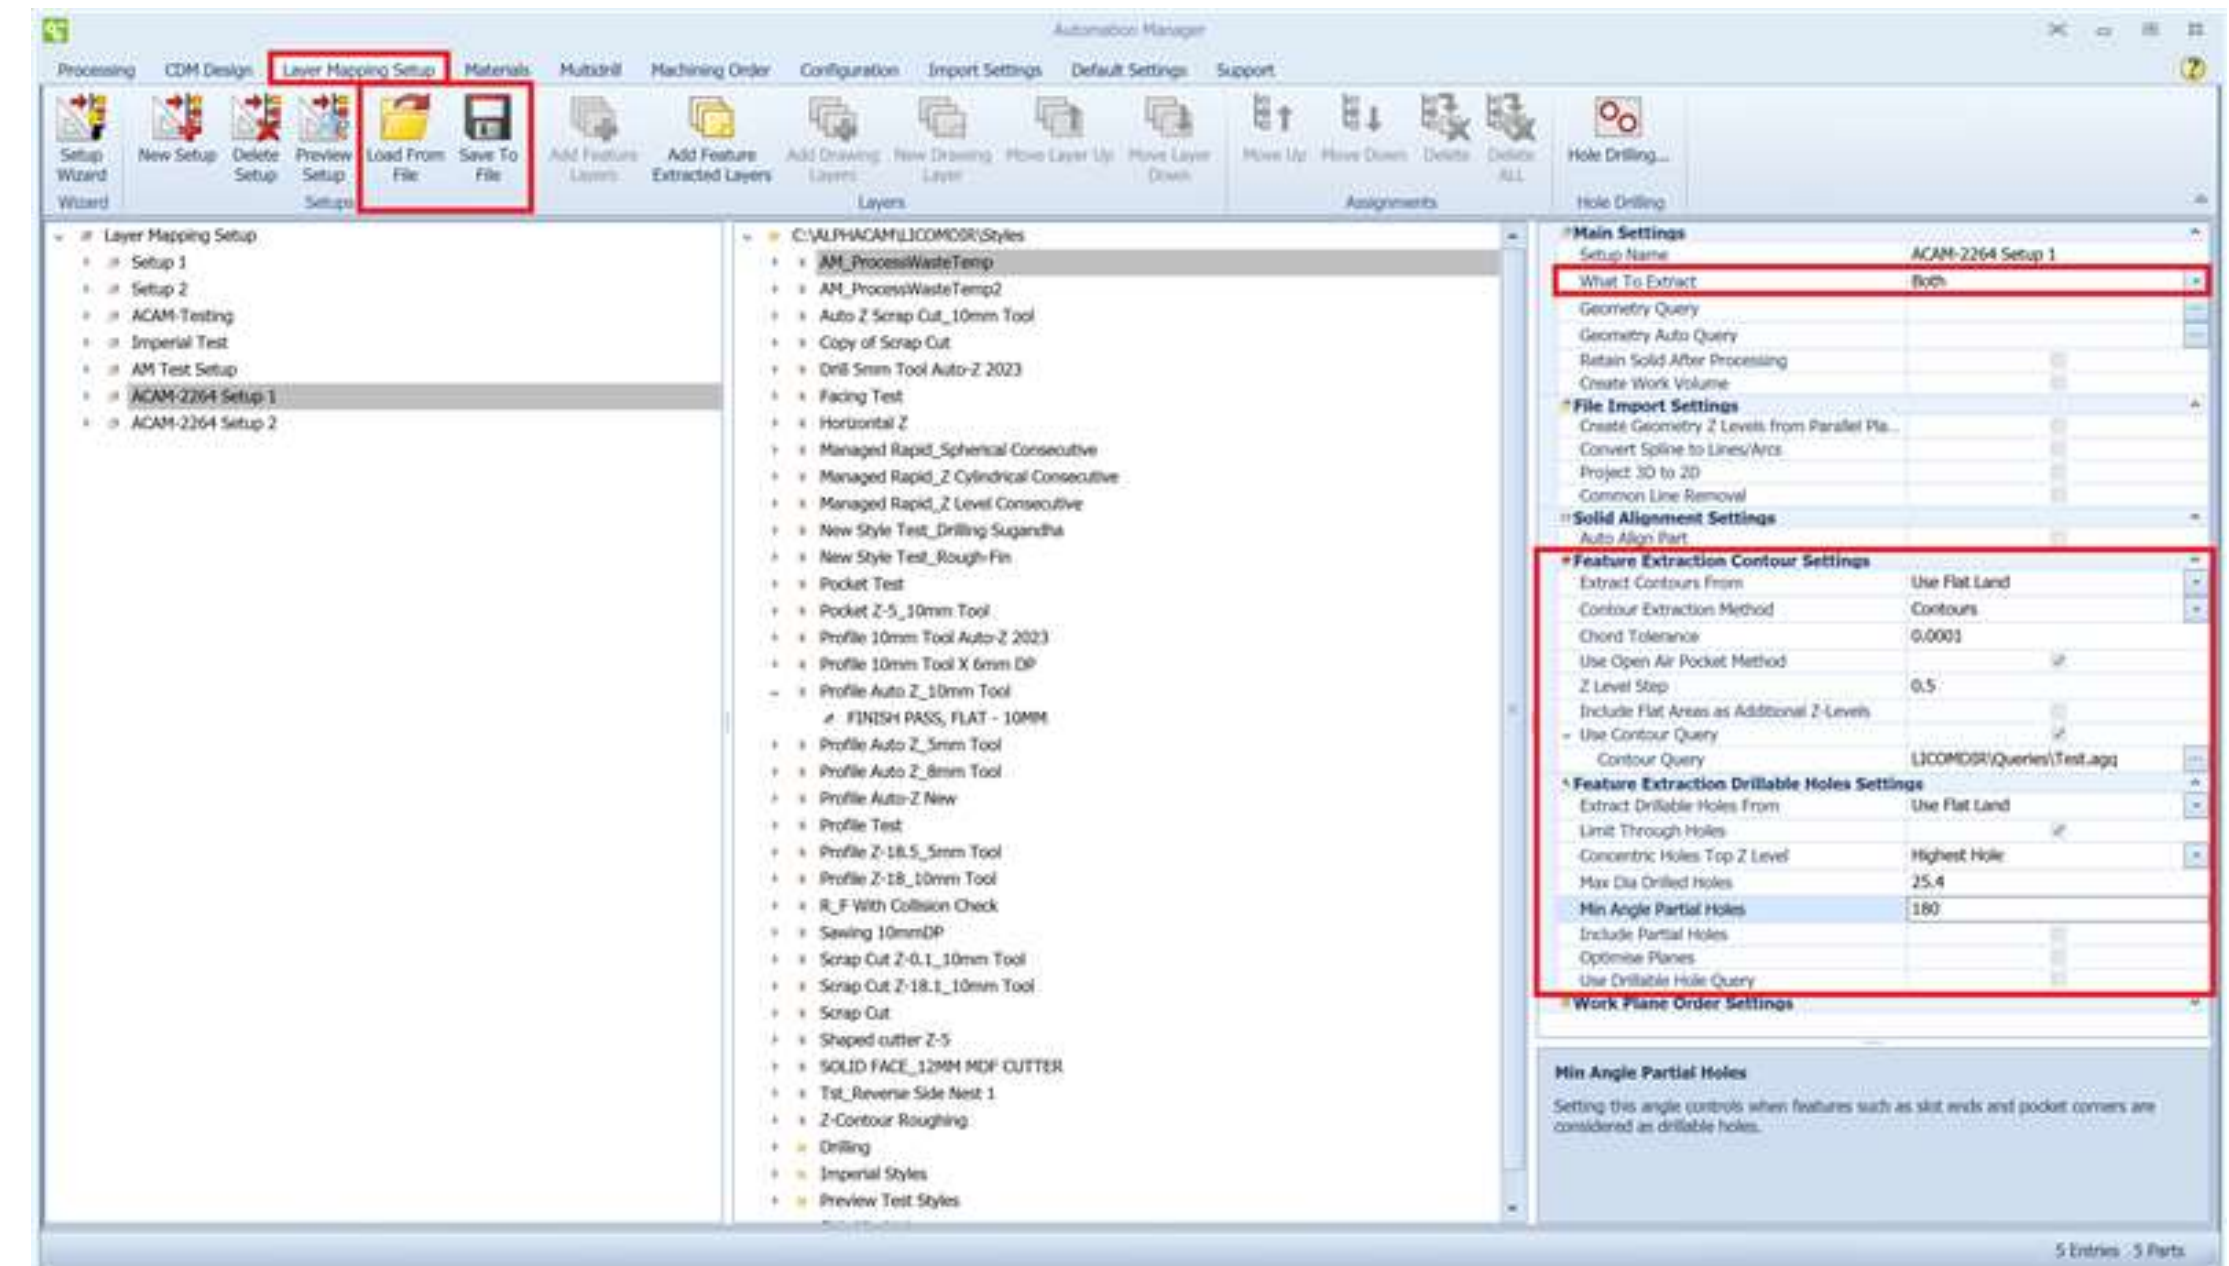 Automation Manager
Processing CDM Design Layer Mapping Setup Materials Multidrill Machining Order Configuration Import Settings Default Settings Support
Setup Wizard
New Setup
Delete Setup
Preview Setup
Load From File
Save To File
Add Feature Layers
Add Feature Extracted Layers
Add Drawing Layers
New Drawing Layer
Move Layer Up
Move Layer Down
Move Up
Move Down
Delete
Delete ALL
Hole Drilling...
Wizard Setups Layers Assignments Hole Drilling
Layer Mapping Setup
Setup 1
Setup 2
ACAM-Testing
Imperial Test
AM Test Setup
ACAM-2264 Setup 1
ACAM-2264 Setup 2
C:\ALPHACAM\LICOMDIR\Styles
AM_ProcessWasteTemp
AM_ProcessWasteTemp2
Auto Z Scrap Cut_10mm Tool
Copy of Scrap Cut
Drill 5mm Tool Auto-Z 2023
Facing Test
Horizontal Z
Managed Rapid_Spherical Consecutive
Managed Rapid_Z Cylindrical Consecutive
Managed Rapid_Z Level Consecutive
New Style Test_Drilling Sugandha
New Style Test_Rough-Fin
Pocket Test
Pocket Z-5_10mm Tool
Profile 10mm Tool Auto-Z 2023
Profile 10mm Tool X 6mm DP
Profile Auto Z_10mm Tool
FINISH PASS, FLAT - 10MM
Profile Auto Z_5mm Tool
Profile Auto Z_8mm Tool
Profile Auto-Z New
Profile Test
Profile Z-18.5_5mm Tool
Profile Z-18_10mm Tool
R_F With Collision Check
Sawing 10mmDP
Scrap Cut Z-0.1_10mm Tool
Scrap Cut Z-18.1_10mm Tool
Scrap Cut
Shaped cutter Z-5
SOLID FACE_12MM MDF CUTTER
Tst_Reverse Side Nest 1
Z-Contour Roughing
Drilling
Imperial Styles
Preview Test Styles
Main Settings
Setup Name ACAM-2264 Setup 1
What To Extract Both
Geometry Query
Geometry Auto Query
Retain Solid After Processing
Create Work Volume
File Import Settings
Create Geometry Z Levels from Parallel Pla...
Convert Spline to Lines/Arcs
Project 3D to 2D
Common Line Removal
Solid Alignment Settings
Auto Align Part
Feature Extraction Contour Settings
Extract Contours From Use Flat Land
Contour Extraction Method Contours
Chord Tolerance 0.0001
Use Open Air Pocket Method
Z Level Step 0.5
Include Flat Areas as Additional Z-Levels
Use Contour Query
Contour Query LICOMDIR\Queries\Test.agq
Feature Extraction Drillable Holes Settings
Extract Drillable Holes From Use Flat Land
Limit Through Holes
Concentric Holes Top Z Level Highest Hole
Max Dia Drilled Holes 25.4
Min Angle Partial Holes 180
Include Partial Holes
Optimise Planes
Use Drillable Hole Query
Work Plane Order Settings
Min Angle Partial Holes
Setting this angle controls when features such as slot ends and pocket corners are
considered as drillable holes.
5 Entries 5 Parts